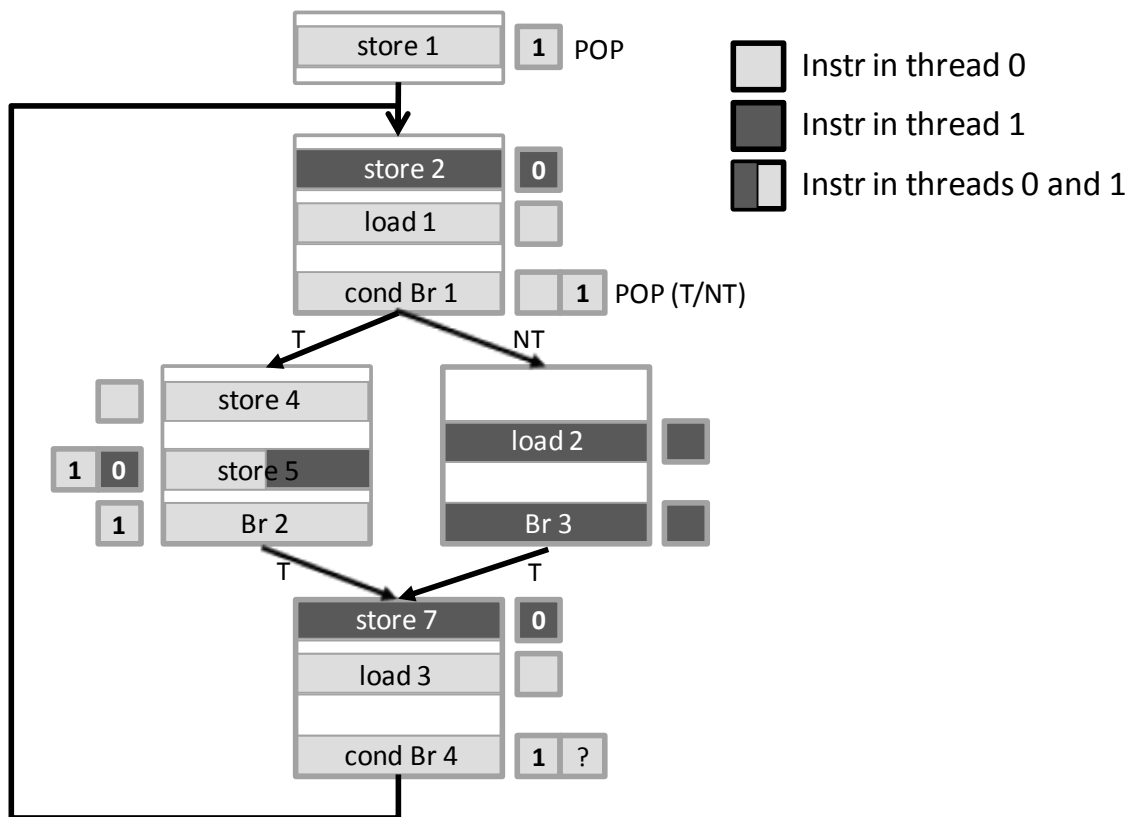 store 1 1 POP
Instr in thread 0
Instr in thread 1
Instr in threads 0 and 1
store 2 0
load 1
cond Br 1 1 POP (T/NT)
T NT
store 4
load 2
1 0 store 5
1 Br 2
Br 3
T T
store 7 0
load 3
cond Br 4 1 ?